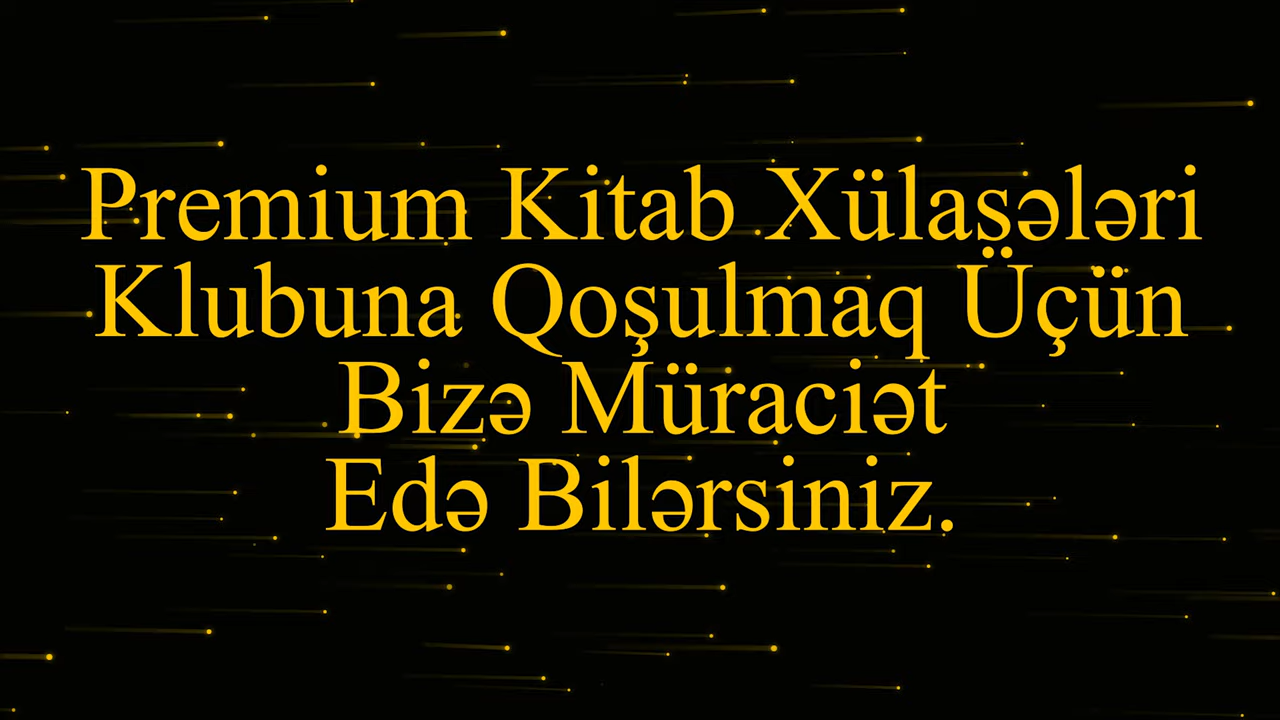 Premium Kitab Xülasələri
Klubuna Qoşulmaq Üçün
Bizə Müraciət
Edə Bilərsiniz.